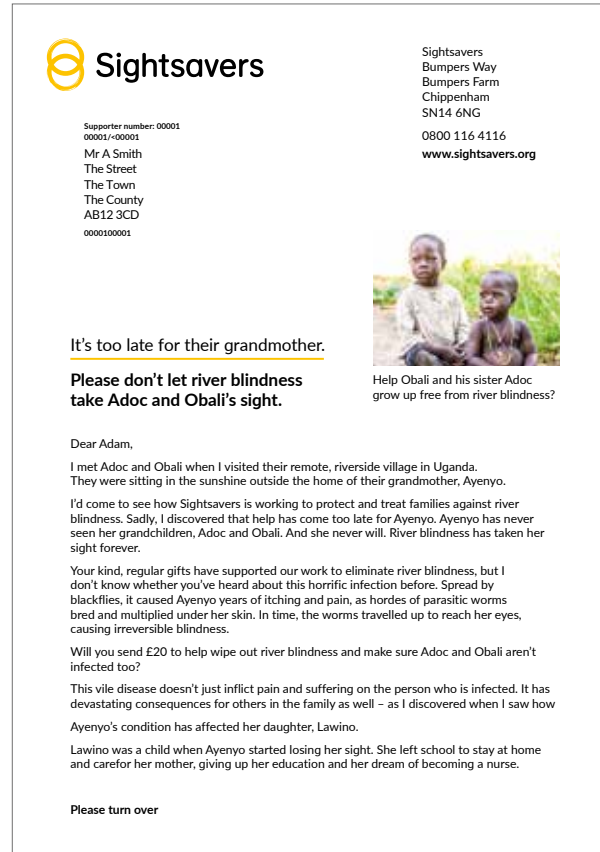 Sightsavers
Sightsavers
Bumpers Way
Bumpers Farm
Chippenham
SN14 6NG
0800 116 4116
www.sightsavers.org
Supporter number: 00001
00001/<00001
Mr A Smith
The Street
The Town
The County
AB12 3CD
0000100001
It's too late for their grandmother.
Please don't let river blindness
take Adoc and Obali's sight.
Help Obali and his sister Adoc
grow up free from river blindness?
Dear Adam,
I met Adoc and Obali when I visited their remote, riverside village in Uganda.
They were sitting in the sunshine outside the home of their grandmother, Ayenyo.
I'd come to see how Sightsavers is working to protect and treat families against river
blindness. Sadly, I discovered that help has come too late for Ayenyo. Ayenyo has never
seen her grandchildren, Adoc and Obali. And she never will. River blindness has taken her
sight forever.
Your kind, regular gifts have supported our work to eliminate river blindness, but I
don't know whether you've heard about this horrific infection before. Spread by
blackflies, it caused Ayenyo years of itching and pain, as hordes of parasitic worms
bred and multiplied under her skin. In time, the worms travelled up to reach her eyes,
causing irreversible blindness.
Will you send £20 to help wipe out river blindness and make sure Adoc and Obali aren't
infected too?
This vile disease doesn't just inflict pain and suffering on the person who is infected. It has
devastating consequences for others in the family as well – as I discovered when I saw how
Ayenyo's condition has affected her daughter, Lawino.
Lawino was a child when Ayenyo started losing her sight. She left school to stay at home
and carefor her mother, giving up her education and her dream of becoming a nurse.
Please turn over